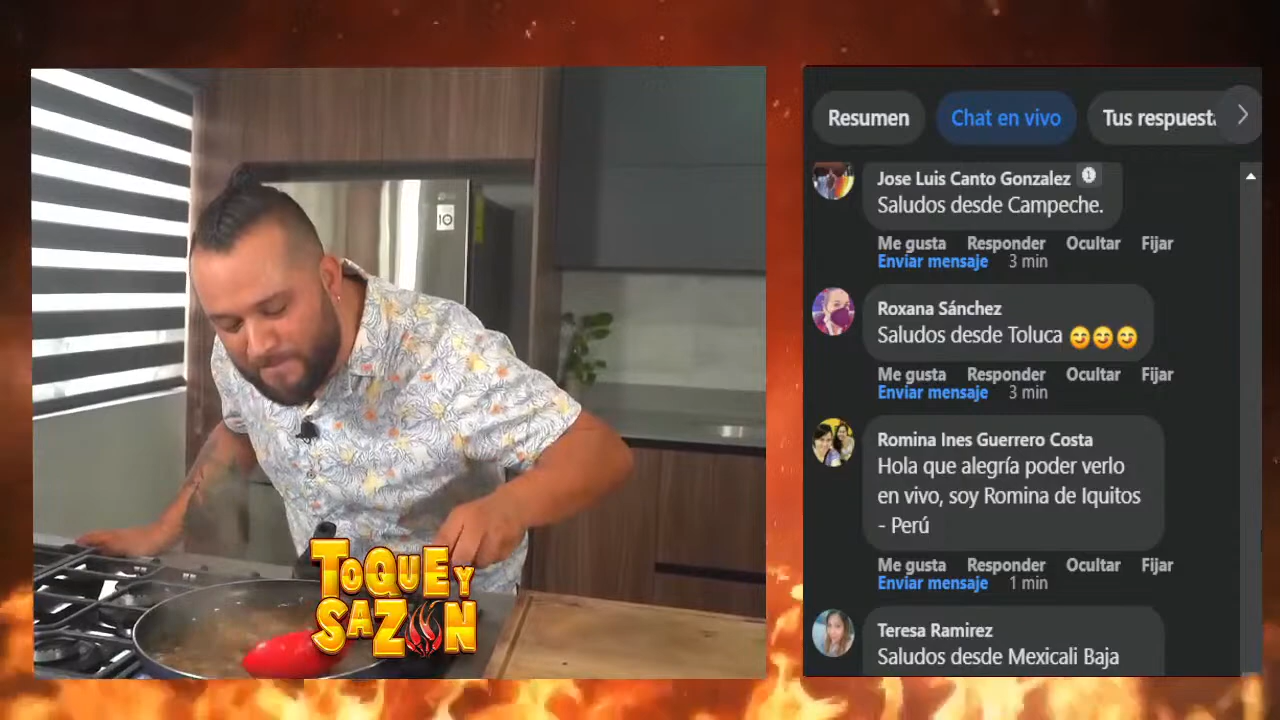 Resumen
Chat en vivo
Tus respuest
Jose Luis Canto Gonzalez
Saludos desde Campeche.
Me gusta Responder Ocultar Fijar
Enviar mensaje 3 min
Roxana Sánchez
Saludos desde Toluca 😊😊😊
Me gusta Responder Ocultar Fijar
Enviar mensaje 3 min
Romina Ines Guerrero Costa
Hola que alegría poder verlo
en vivo, soy Romina de Iquitos
- Perú
Me gusta Responder Ocultar Fijar
Enviar mensaje 1 min
Teresa Ramirez
Saludos desde Mexicali Baja
TOQUE Y
SAZÓN
10